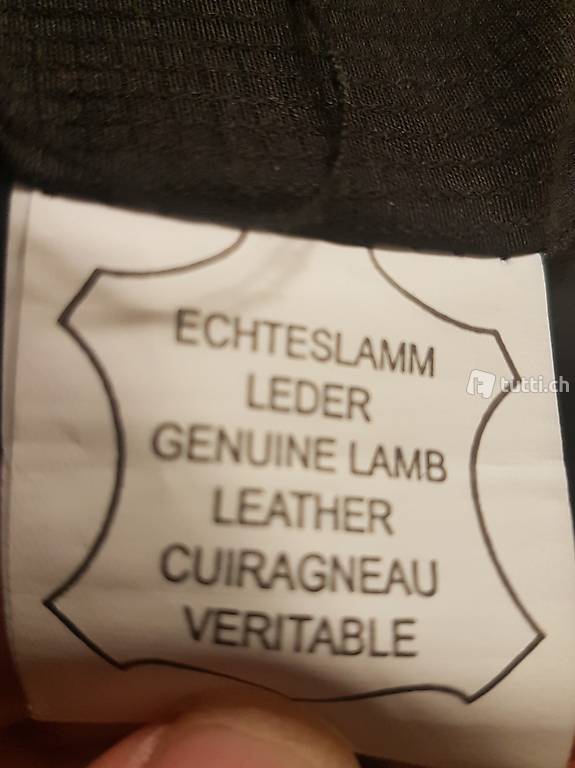 ECHTESLAMM
LEDER
tutti.ch
GENUINE LAMB
LEATHER
CUIRAGNEAU
VERITABLE